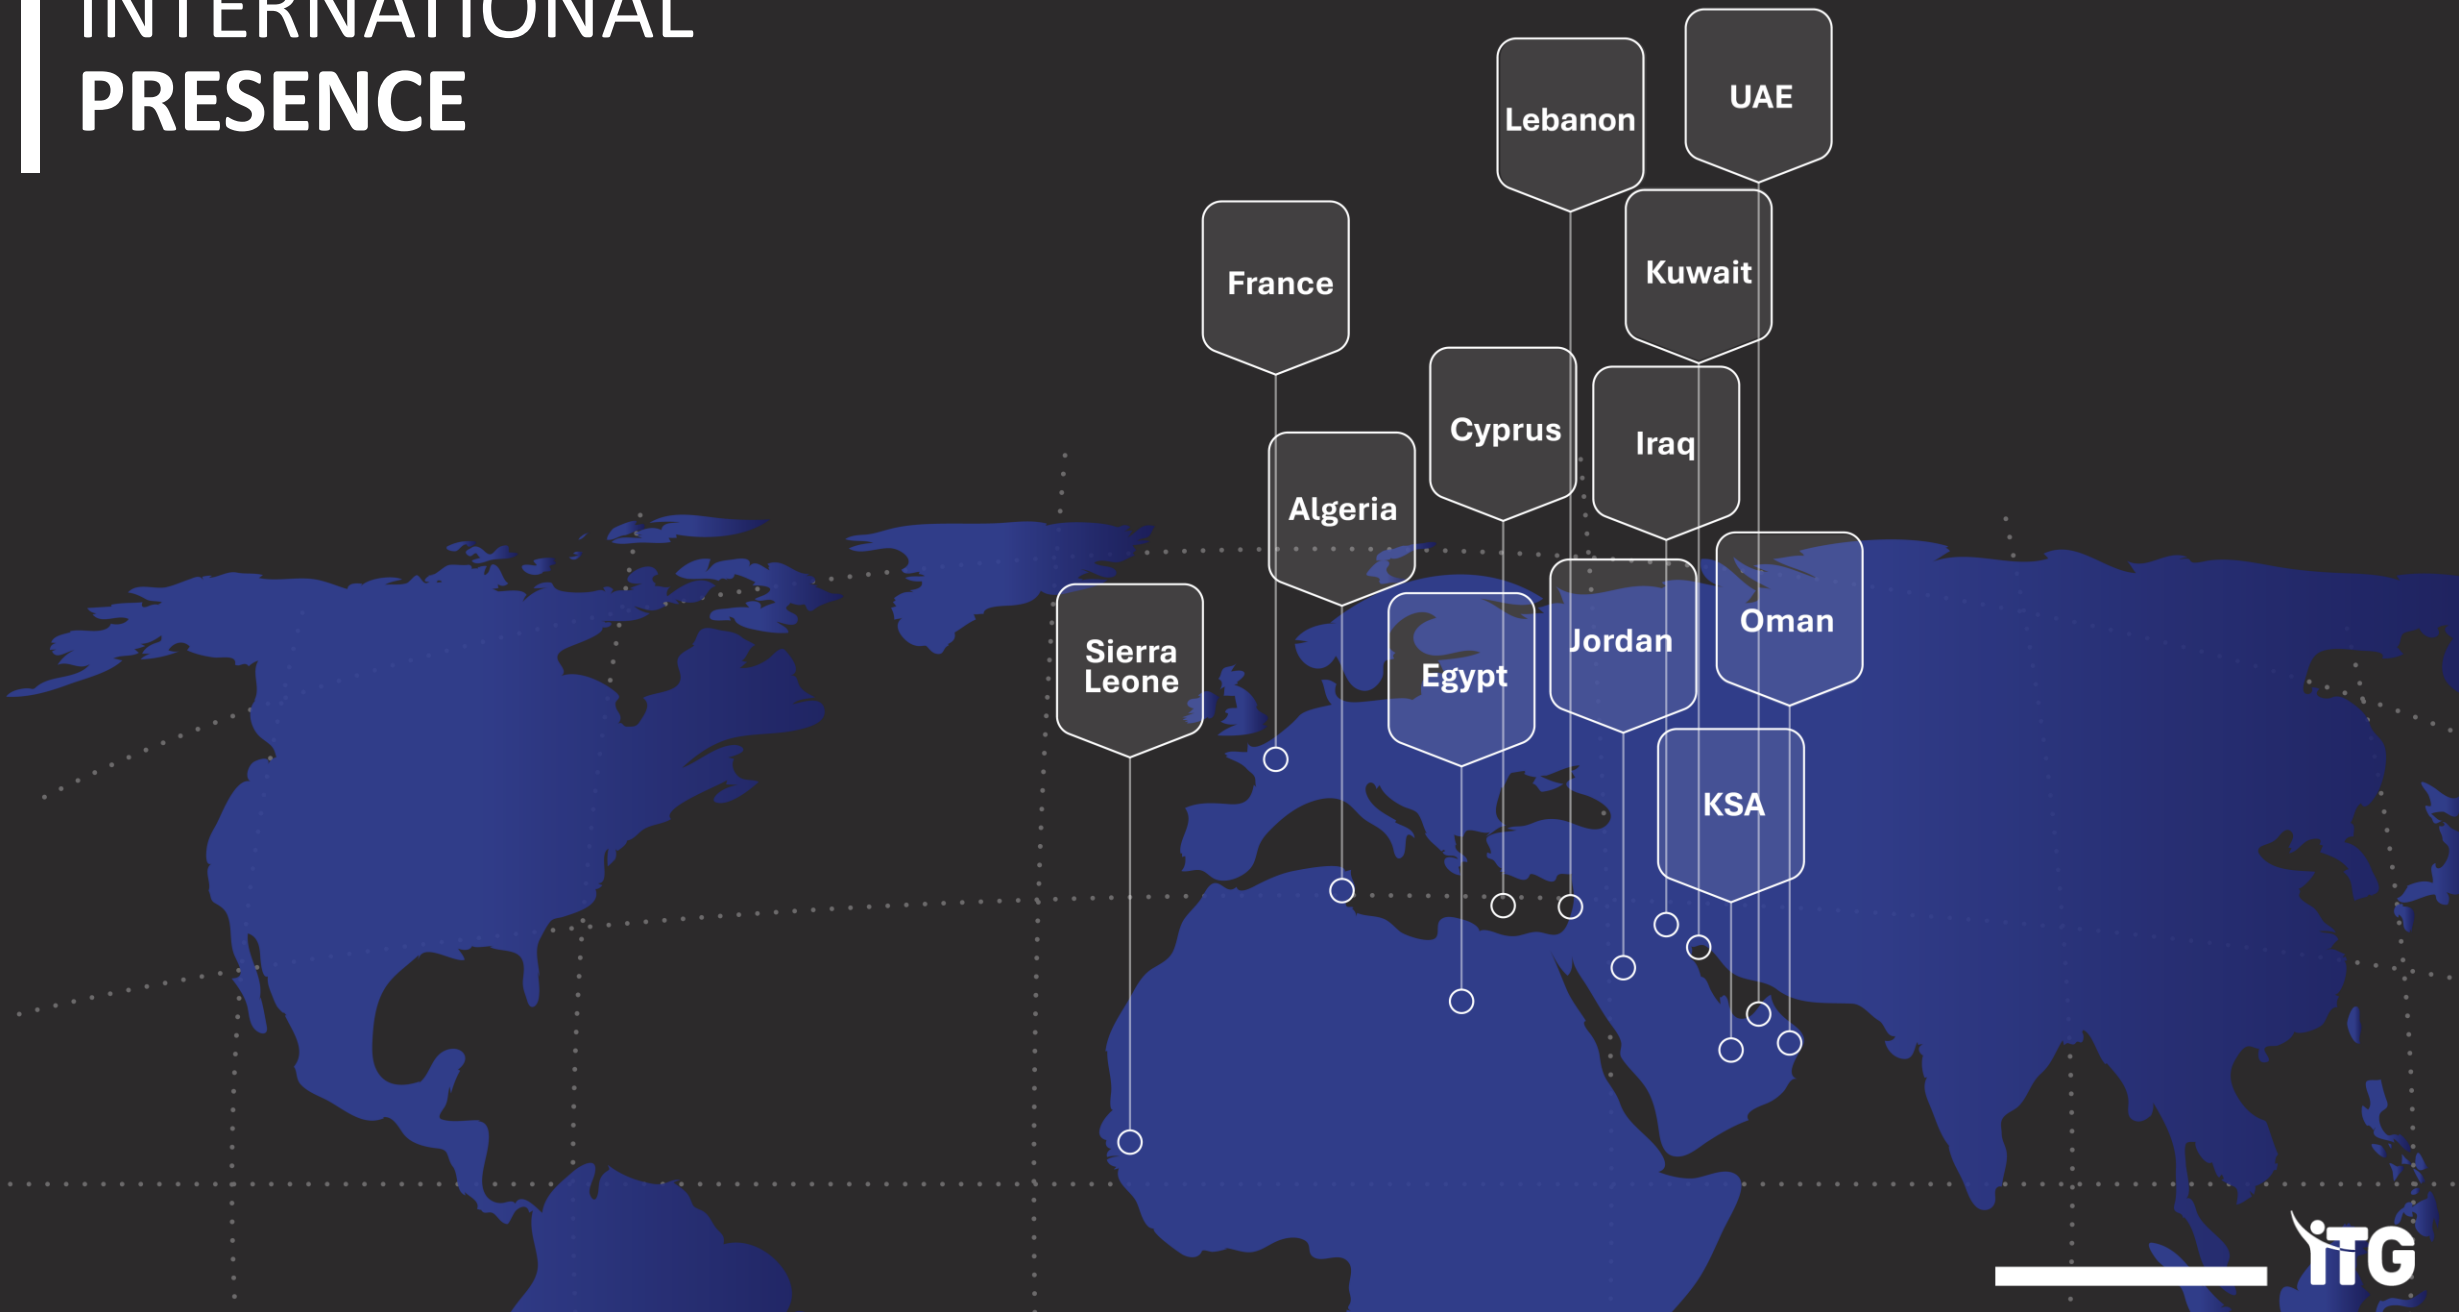 INTERNATIONAL
PRESENCE
UAE
Lebanon
Kuwait
France
Cyprus
Iraq
Algeria
Oman
Jordan
Sierra
Leone
Egypt
KSA
iTG